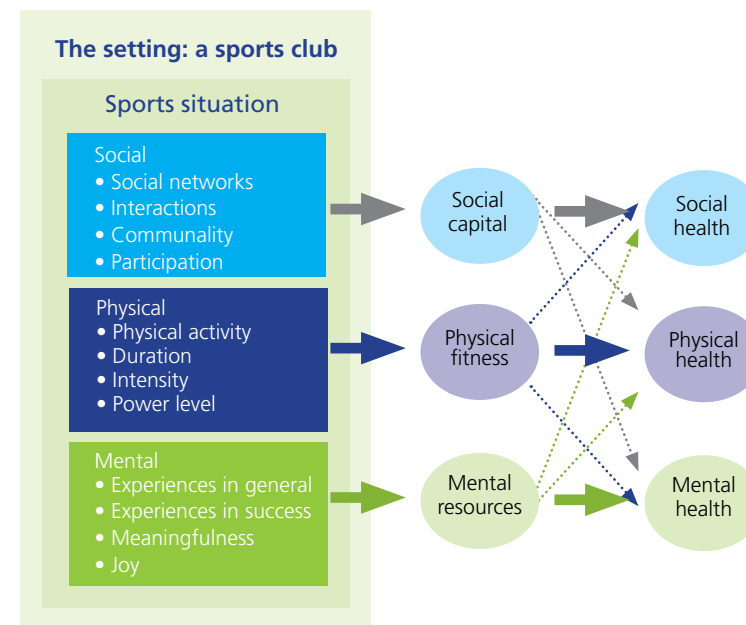 The setting: a sports club
Sports situation
Social
• Social networks
• Interactions
• Communality
• Participation
Physical
• Physical activity
• Duration
• Intensity
• Power level
Mental
• Experiences in general
• Experiences in success
• Meaningfulness
• Joy
Social
capital
Physical
fitness
Mental
resources
Social
health
Physical
health
Mental
health